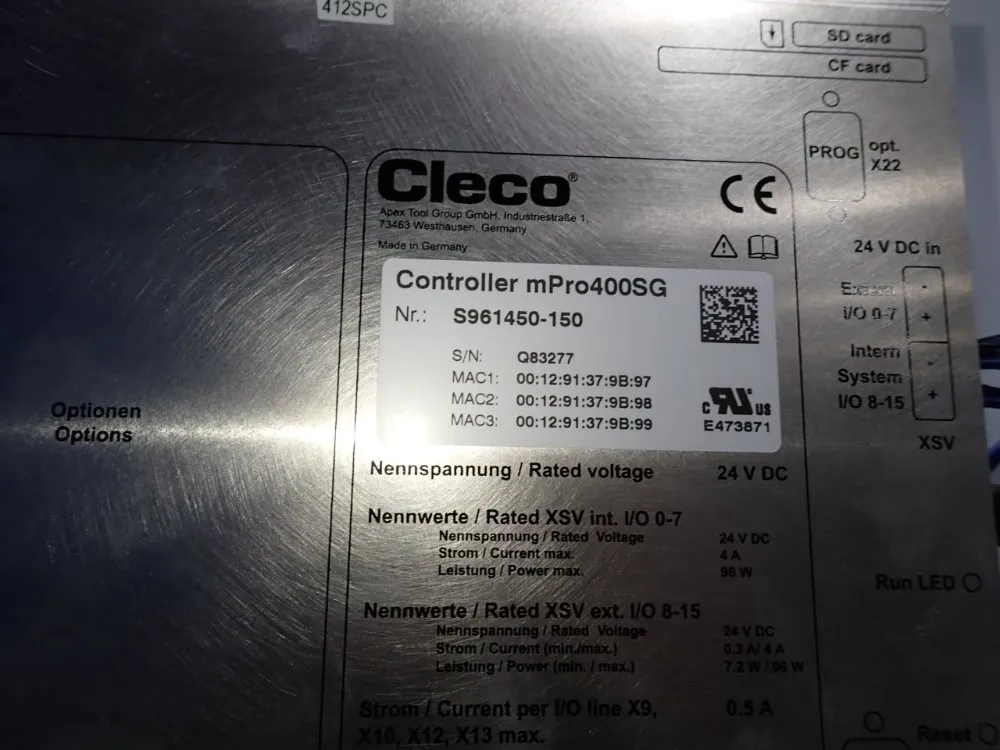 412SPC
SD card
CF card
PROG
opt.
X22
Cleco®
Apex Tool Group GmbH, Industriestraße 1,
73463 Westhausen, Germany
Made in Germany
CE
24 V DC in
Controller mPro400SG
Nr.: S961450-150
S/N: Q83277
MAC1: 00:12:91:37:9B:97
MAC2: 00:12:91:37:9B:98
MAC3: 00:12:91:37:9B:99
c RU US
E473871
I/O 0-7
-
+
Intern
System
I/O 8-15
-
+
XSV
Optionen
Options
Nennspannung / Rated voltage 24 V DC
Nennwerte / Rated XSV int. I/O 0-7
Nennspannung / Rated Voltage 24 V DC
Strom / Current max. 4 A
Leistung / Power max. 96 W
Nennwerte / Rated XSV ext. I/O 8-15
Nennspannung / Rated Voltage 24 V DC
Strom / Current (min./max.) 0.3 A/ 4 A
Leistung / Power (min. / max.) 7.2 W / 96 W
Strom / Current per I/O line X9, 0.5 A
X10, X12, X13 max.
Run LED
Reset